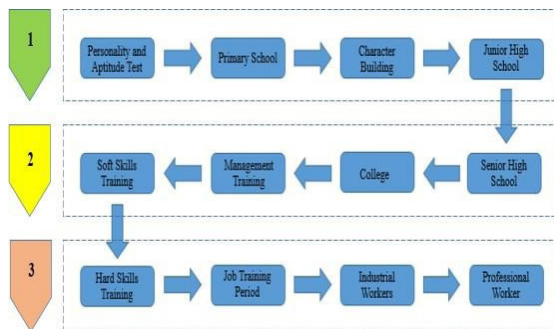 1
Personality and
Aptitude Test
Primary School
Character
Building
Junior High
School
2
Soft Skills
Training
Management
Training
College
Senior High
School
3
Hard Skills
Training
Job Training
Period
Industrial
Workers
Professional
Worker